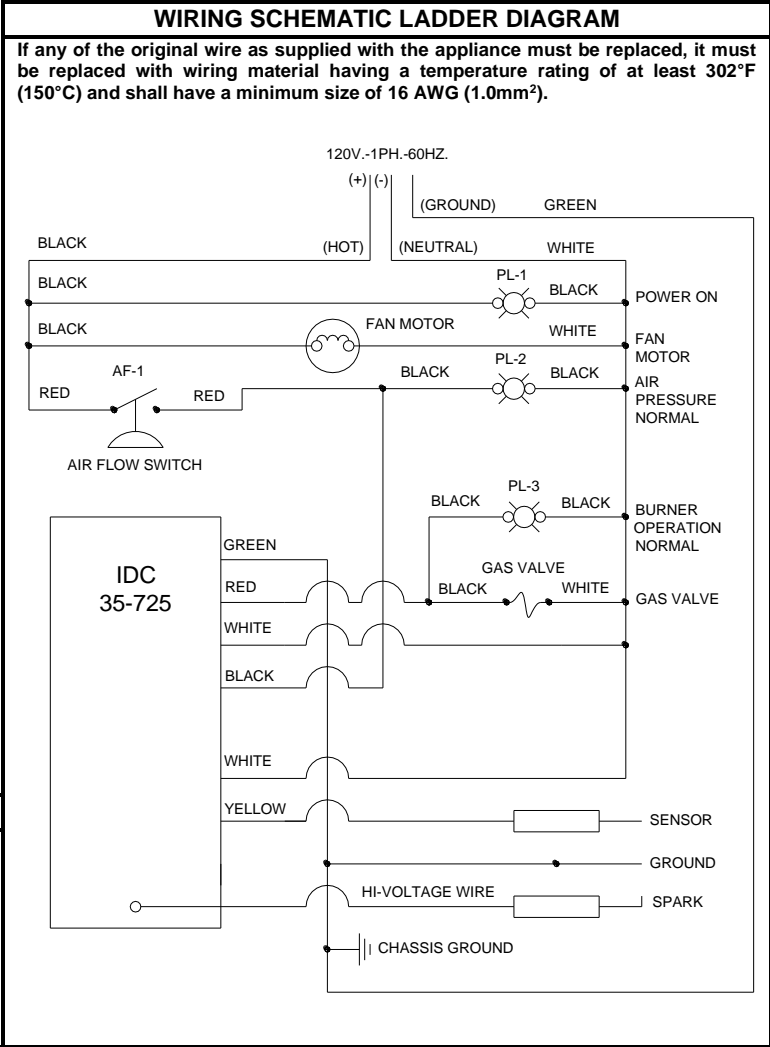 WIRING SCHEMATIC LADDER DIAGRAM
If any of the original wire as supplied with the appliance must be replaced, it must
be replaced with wiring material having a temperature rating of at least 302°F
(150°C) and shall have a minimum size of 16 AWG (1.0mm²).
120V.-1PH.-60HZ.
(+) (-)
(GROUND) GREEN
BLACK (HOT) (NEUTRAL) WHITE
PL-1
BLACK BLACK POWER ON
BLACK FAN MOTOR WHITE FAN
MOTOR
AF-1 PL-2
RED RED BLACK BLACK AIR
PRESSURE
NORMAL
AIR FLOW SWITCH
PL-3
BLACK BLACK BURNER
OPERATION
NORMAL
IDC
35-725
GREEN
GAS VALVE
RED BLACK WHITE GAS VALVE
WHITE
BLACK
WHITE
YELLOW SENSOR
GROUND
HI-VOLTAGE WIRE SPARK
CHASSIS GROUND